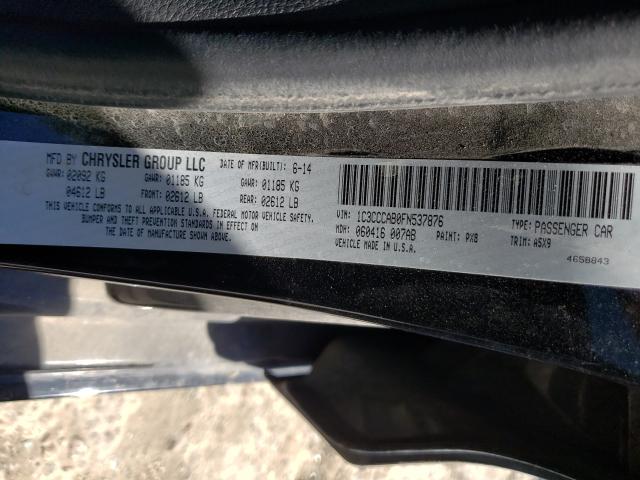 MFD BY CHRYSLER GROUP LLC DATE OF MFR(BUILT): 6-14
GVWR: 02092 KG GAWR: 01185 KG GAWR: 01185 KG
04612 LB FRONT: 02612 LB REAR: 02612 LB
THIS VEHICLE CONFORMS TO ALL APPLICABLE U.S.A. FEDERAL MOTOR VEHICLE SAFETY,
BUMPER AND THEFT PREVENTION STANDARDS IN EFFECT ON
THE DATE OF MANUFACTURE SHOWN ABOVE.
VIN: 1C3CCCAB0FN537876 TYPE: PASSENGER CAR
MDH: 060416 007AB PAINT: PX8 TRIM: A5X9
MADE IN U.S.A. 4658843